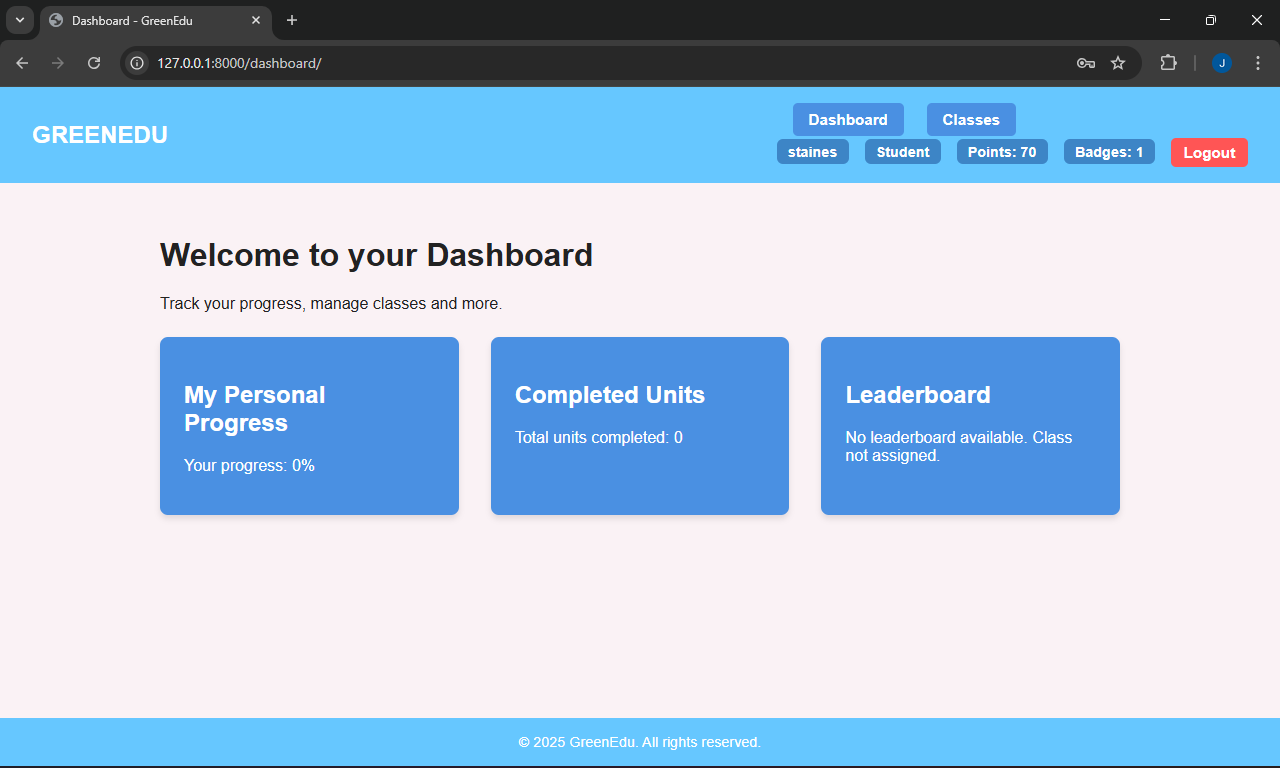 Dashboard - GreenEdu
127.0.0.1:8000/dashboard/
J
GREENEDU
Dashboard Classes
staines Student Points: 70 Badges: 1 Logout
Welcome to your Dashboard
Track your progress, manage classes and more.
My Personal
Progress
Your progress: 0%
Completed Units
Total units completed: 0
Leaderboard
No leaderboard available. Class
not assigned.
© 2025 GreenEdu. All rights reserved.